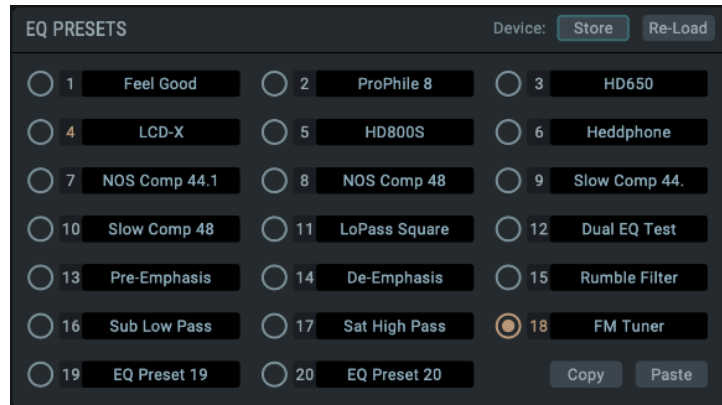 EQ PRESETS Device: Store Re-Load
1 Feel Good 2 ProPhile 8 3 HD650
4 LCD-X 5 HD800S 6 Heddphone
7 NOS Comp 44.1 8 NOS Comp 48 9 Slow Comp 44.
10 Slow Comp 48 11 LoPass Square 12 Dual EQ Test
13 Pre-Emphasis 14 De-Emphasis 15 Rumble Filter
16 Sub Low Pass 17 Sat High Pass 18 FM Tuner
19 EQ Preset 19 20 EQ Preset 20 Copy Paste